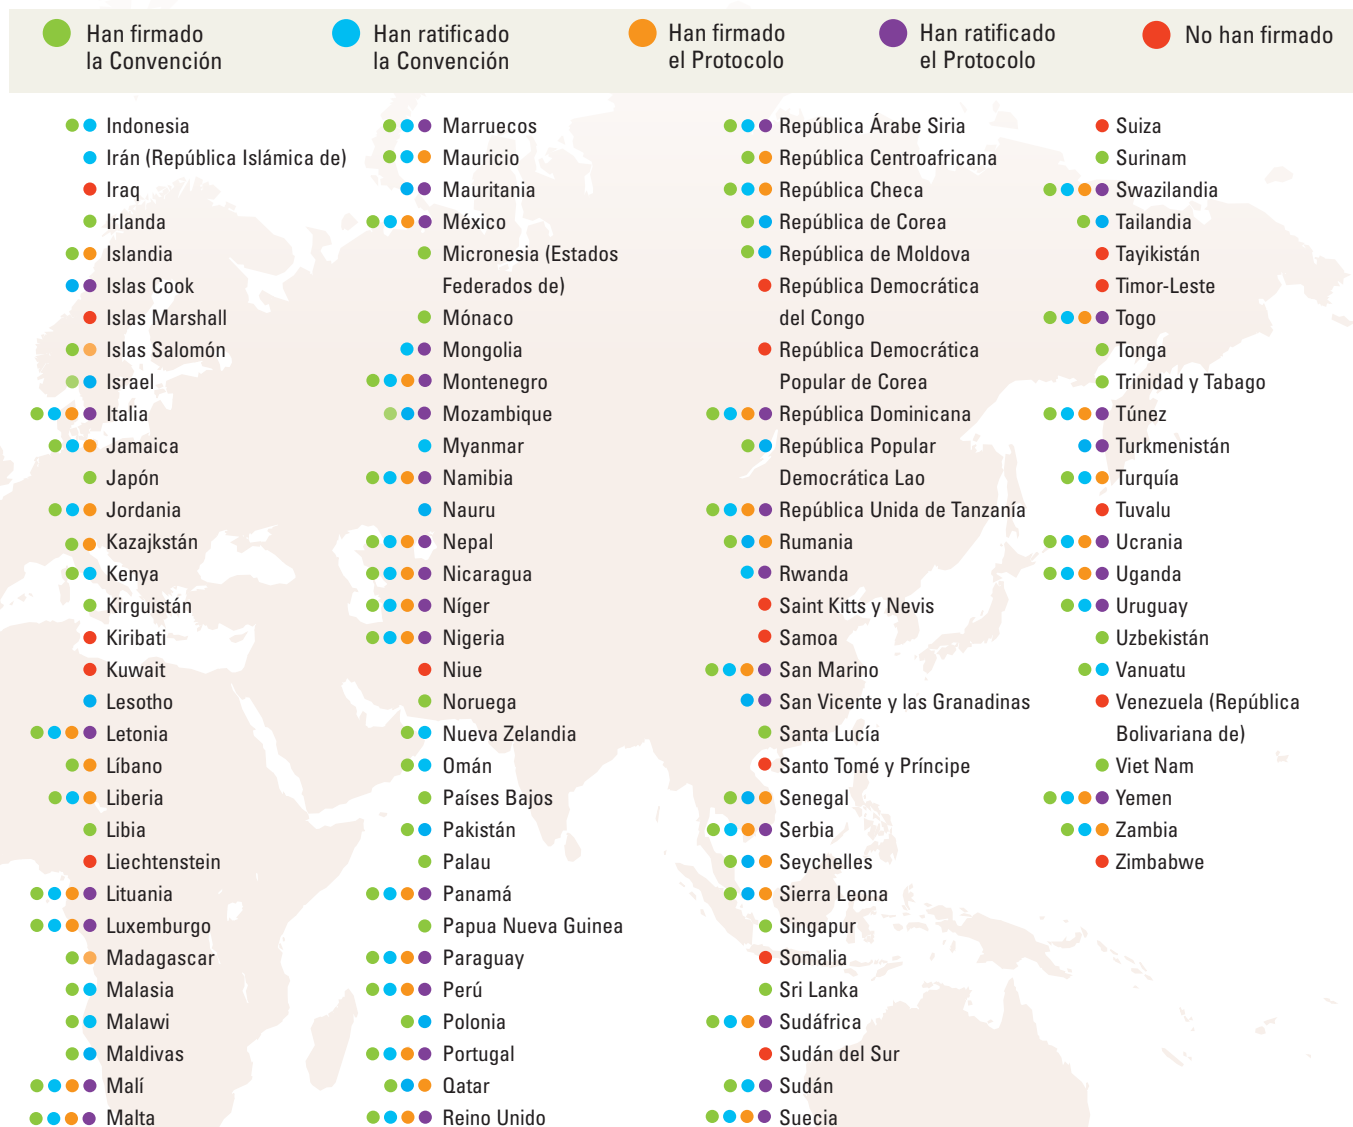 Han firmado
la Convención
Han ratificado
la Convención
Han firmado
el Protocolo
Han ratificado
el Protocolo
No han firmado
Indonesia
Irán (República Islámica de)
Iraq
Irlanda
Islandia
Islas Cook
Islas Marshall
Islas Salomón
Israel
Italia
Jamaica
Japón
Jordania
Kazajkstán
Kenya
Kirguistán
Kiribati
Kuwait
Lesotho
Letonia
Líbano
Liberia
Libia
Liechtenstein
Lituania
Luxemburgo
Madagascar
Malasia
Malawi
Maldivas
Malí
Malta
Marruecos
Mauricio
Mauritania
México
Micronesia (Estados
Federados de)
Mónaco
Mongolia
Montenegro
Mozambique
Myanmar
Namibia
Nauru
Nepal
Nicaragua
Níger
Nigeria
Niue
Noruega
Nueva Zelandia
Omán
Países Bajos
Pakistán
Palau
Panamá
Papua Nueva Guinea
Paraguay
Perú
Polonia
Portugal
Qatar
Reino Unido
República Árabe Siria
República Centroafricana
República Checa
República de Corea
República de Moldova
República Democrática
del Congo
República Democrática
Popular de Corea
República Dominicana
República Popular
Democrática Lao
República Unida de Tanzanía
Rumania
Rwanda
Saint Kitts y Nevis
Samoa
San Marino
San Vicente y las Granadinas
Santa Lucía
Santo Tomé y Príncipe
Senegal
Serbia
Seychelles
Sierra Leona
Singapur
Somalia
Sri Lanka
Sudáfrica
Sudán del Sur
Sudán
Suecia
Suiza
Surinam
Swazilandia
Tailandia
Tayikistán
Timor-Leste
Togo
Tonga
Trinidad y Tabago
Túnez
Turkmenistán
Turquía
Tuvalu
Ucrania
Uganda
Uruguay
Uzbekistán
Vanuatu
Venezuela (República
Bolivariana de)
Viet Nam
Yemen
Zambia
Zimbabwe